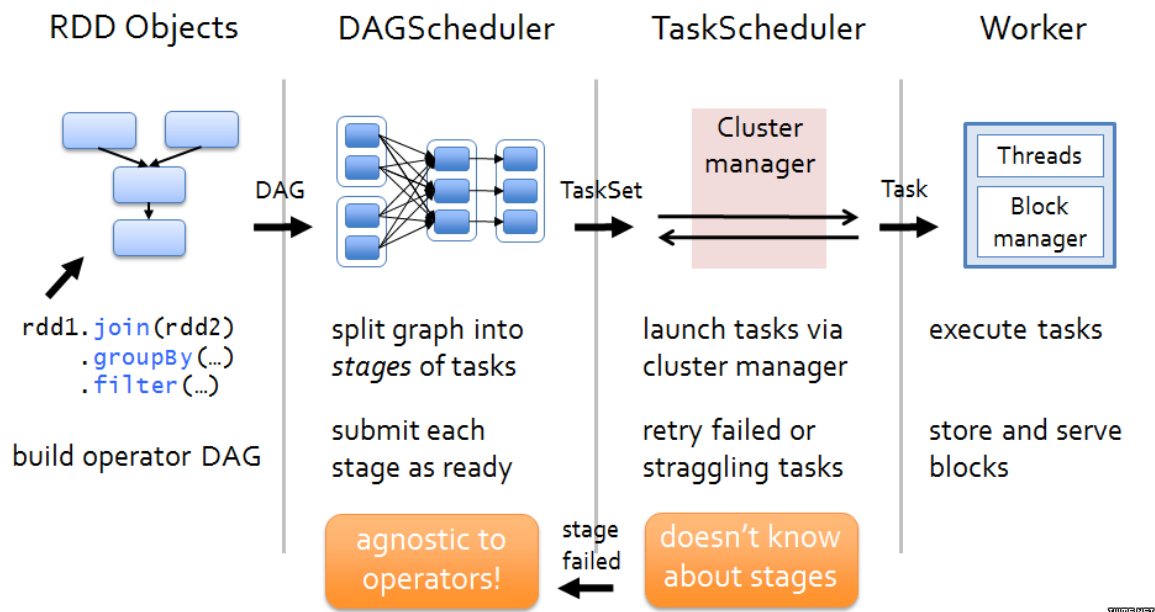 RDD Objects
DAGScheduler
TaskScheduler
Worker
DAG
TaskSet
Cluster
manager
Task
Threads
Block
manager
rdd1.join(rdd2)
.groupBy(…)
.filter(…)
build operator DAG
split graph into
stages of tasks
submit each
stage as ready
launch tasks via
cluster manager
retry failed or
straggling tasks
execute tasks
store and serve
blocks
agnostic to
operators!
stage
failed
doesn’t know
about stages